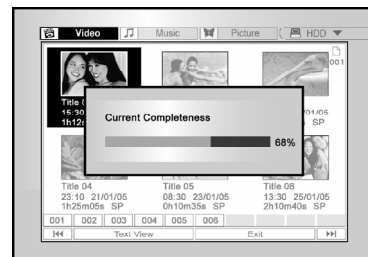 Video Music Picture HDD
001
Title 0
15:30 01/05
1h12 SP
Current Completeness
68%
Title 04 Title 05 Title 06
23:10 21/01/05 08:30 23/01/05 13:30 25/01/05
1h25m05s SP 0h10m35s SP 2h10m40s SP
001 002 003 004 005 006
Text View Exit